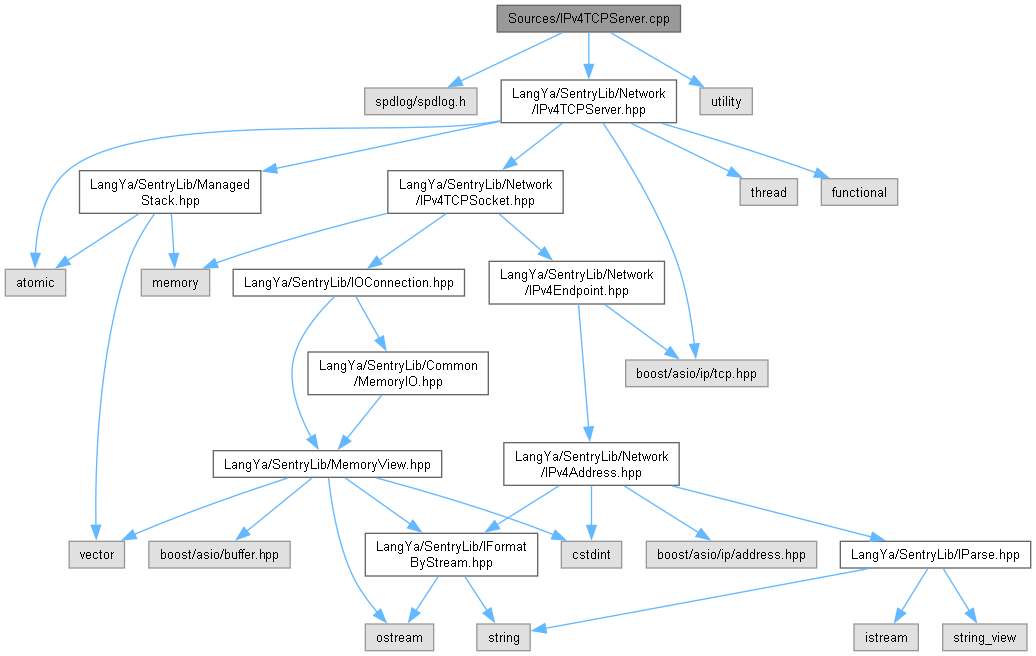 Sources/IPv4TCPServer.cpp
spdlog/spdlog.h
LangYa/SentryLib/Network
/IPv4TCPServer.hpp
utility
LangYa/SentryLib/Managed
Stack.hpp
LangYa/SentryLib/Network
/IPv4TCPSocket.hpp
thread
functional
atomic
memory
LangYa/SentryLib/IOConnection.hpp
LangYa/SentryLib/Network
/IPv4Endpoint.hpp
LangYa/SentryLib/Common
/MemoryIO.hpp
boost/asio/ip/tcp.hpp
LangYa/SentryLib/MemoryView.hpp
LangYa/SentryLib/Network
/IPv4Address.hpp
vector
boost/asio/buffer.hpp
LangYa/SentryLib/IFormat
ByStream.hpp
cstdint
boost/asio/ip/address.hpp
LangYa/SentryLib/IParse.hpp
ostream
string
istream
string_view